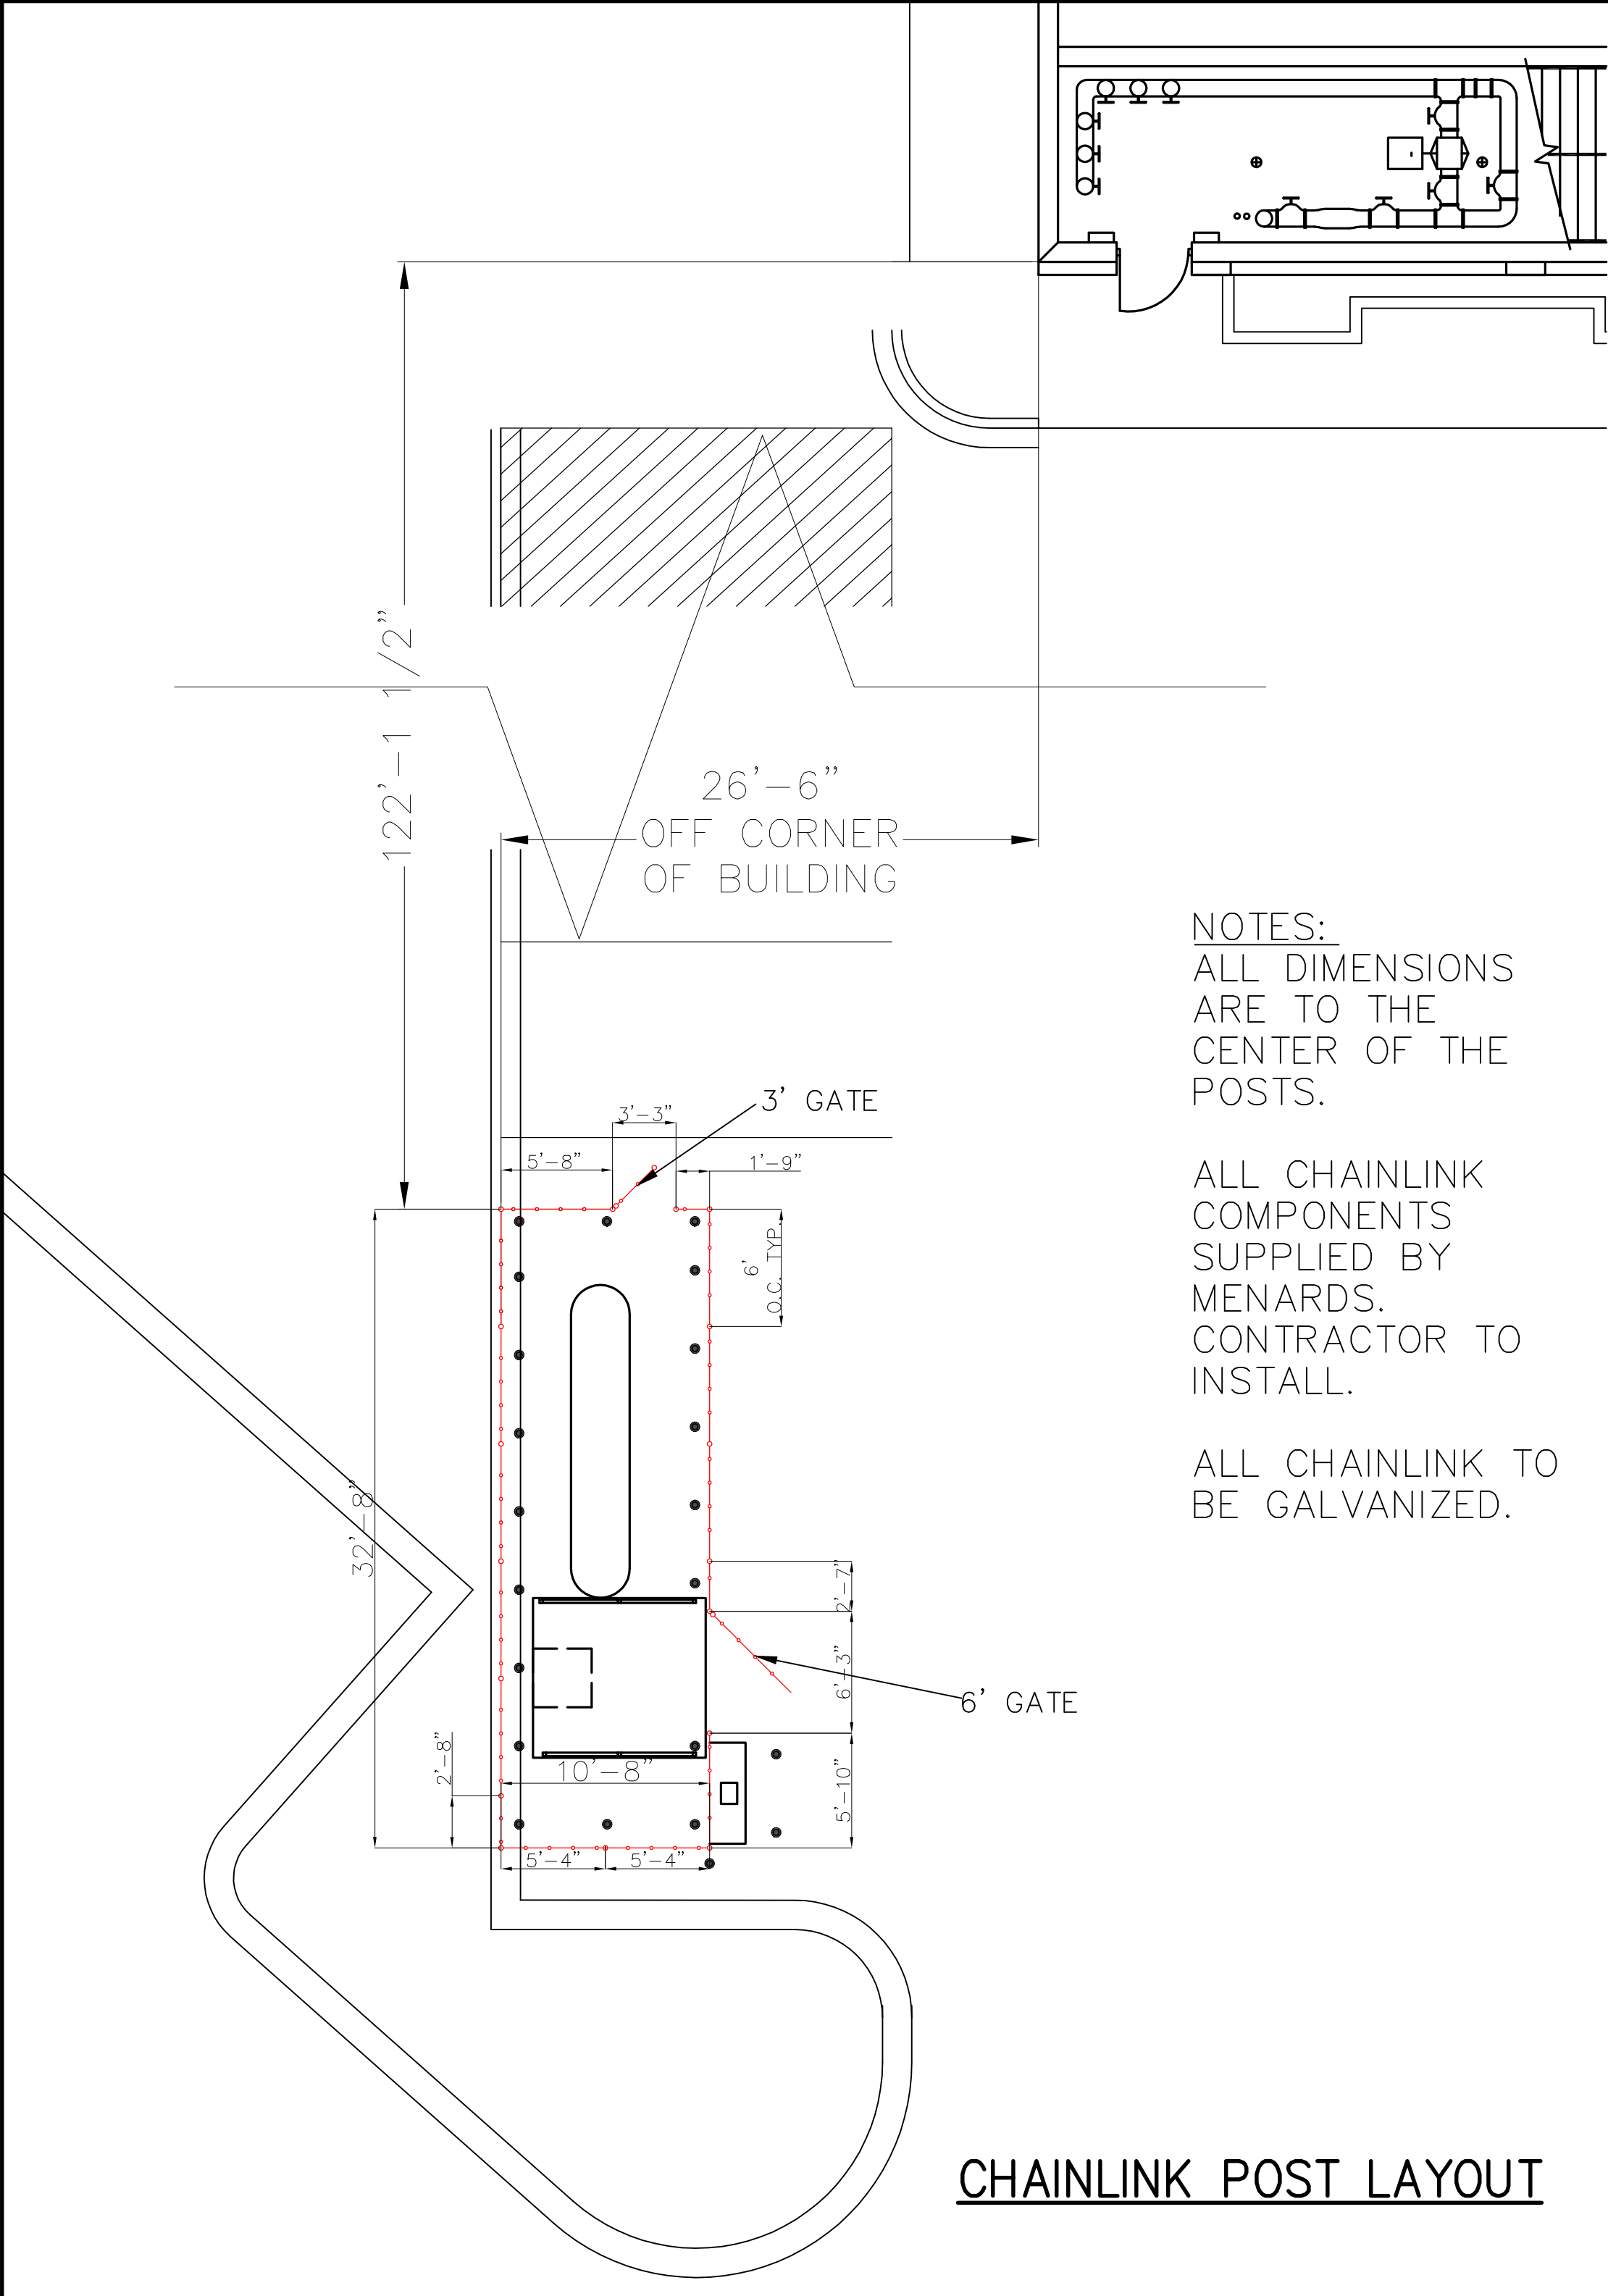 122'-1 1/2"
26'-6"
OFF CORNER
OF BUILDING
NOTES:
ALL DIMENSIONS
ARE TO THE
CENTER OF THE
POSTS.
ALL CHAINLINK
COMPONENTS
SUPPLIED BY
MENARDS.
CONTRACTOR TO
INSTALL.
ALL CHAINLINK TO
BE GALVANIZED.
3' GATE
3'-3"
5'-8"
1'-9"
6'
O.C. TYP.
32'-8"
2'-7"
6'-3"
6' GATE
2'-8"
10'-8"
5'-10"
5'-4"
5'-4"
CHAINLINK POST LAYOUT